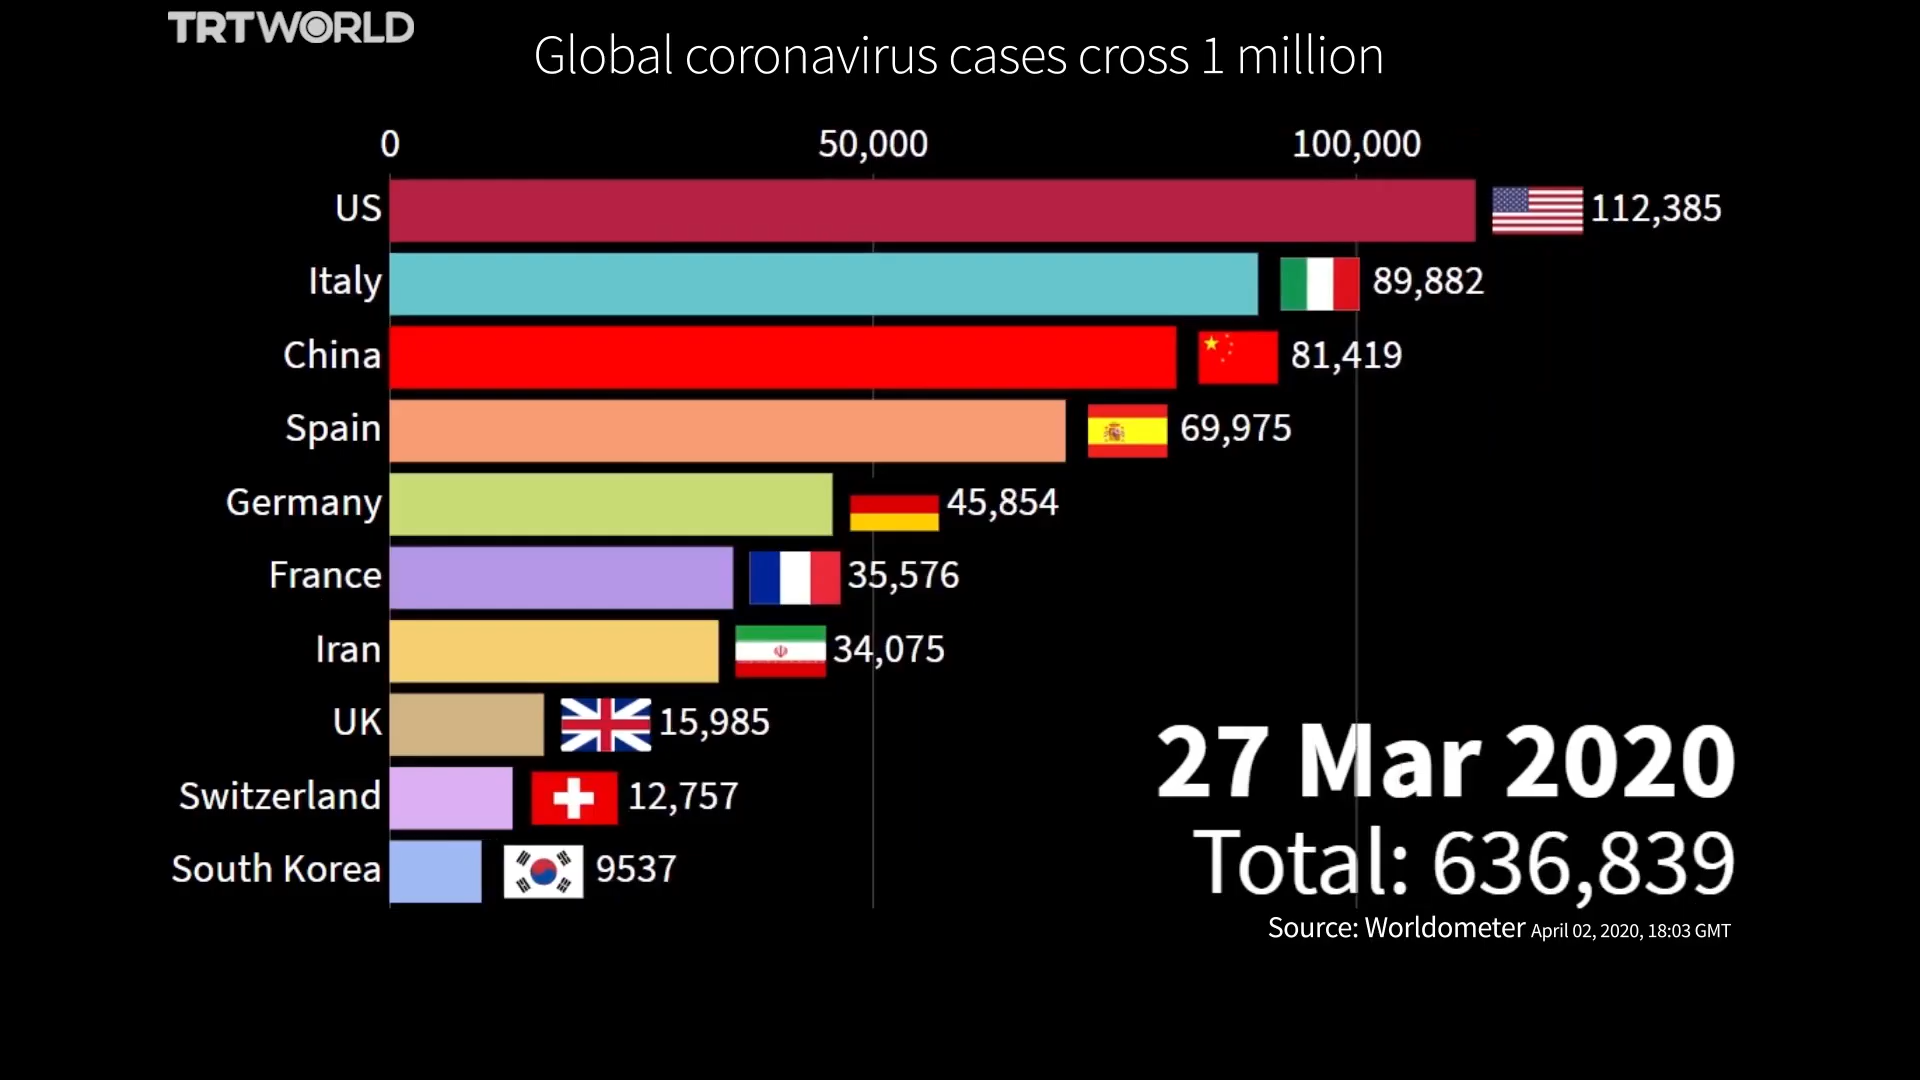 TRTWORLD
Global coronavirus cases cross 1 million
0 50,000 100,000
US 112,385
Italy 89,882
China 81,419
Spain 69,975
Germany 45,854
France 35,576
Iran 34,075
UK 15,985
Switzerland 12,757
South Korea 9537
27 Mar 2020
Total: 636,839
Source: Worldometer April 02, 2020, 18:03 GMT